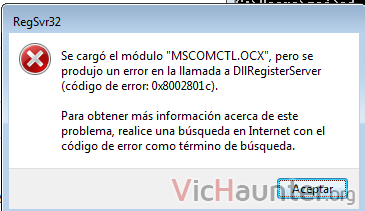 RegSvr32
Se cargó el módulo "MSCOMCTL.OCX", pero se
produjo un error en la llamada a DllRegisterServer
(código de error: 0x8002801c).
Para obtener más información acerca de este
problema, realice una búsqueda en Internet con el
código de error como término de búsqueda.
Aceptar
VicHaunter.org